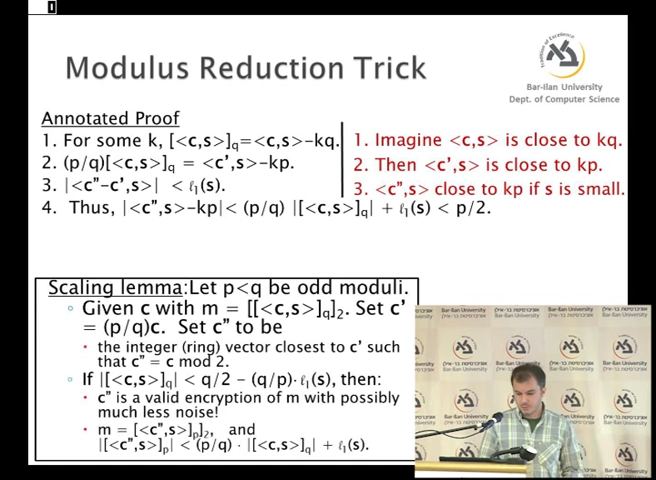 Modulus Reduction Trick
Bar-Ilan University
Dept. of Computer Science
Annotated Proof
1. For some k, [<c,s>]q=<c,s>-kq.
2. (p/q)[<c,s>]q = <c',s>-kp.
3. |<c"-c',s>| < ℓ1(s).
4. Thus, |<c",s>-kp|< (p/q) |[<c,s>]q| + ℓ1(s) < p/2.
1. Imagine <c,s> is close to kq.
2. Then <c',s> is close to kp.
3. <c",s> close to kp if s is small.
Scaling lemma:Let p<q be odd moduli.
◦ Given c with m = [[<c,s>]q]2. Set c'
= (p/q)c. Set c" to be
• the integer (ring) vector closest to c' such
that c" = c mod 2.
◦ If |[<c,s>]q| < q/2 - (q/p)·ℓ1(s), then:
• c" is a valid encryption of m with possibly
much less noise!
• m = [<c",s>]p]2, and
|[<c",s>]p| < (p/q) · |[<c,s>]q| + ℓ1(s).